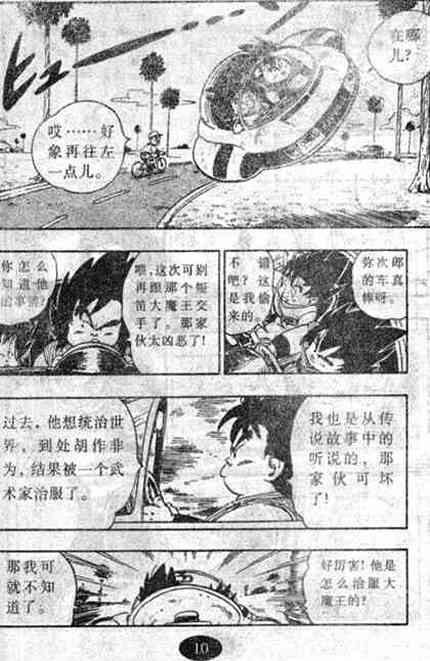 在哪
儿?
ヒュー
哎……好
象再往左
一点儿。
弥次郎
的车真
棒呀。
不错
吧?这
是我偷
来的。
喂,这次可别
再跟那个短
笛大魔王交
手了。那家
伙太凶恶了!
你怎么
知道他
我也是从传
说故事中的
听说的,那
家伙可坏
了!
过去,他想统治世
界,到处胡作非
为,结果被一个武
术家治服了。
好厉害!他是
怎么治服大
魔王的?
那我可
就不知
道了。
10